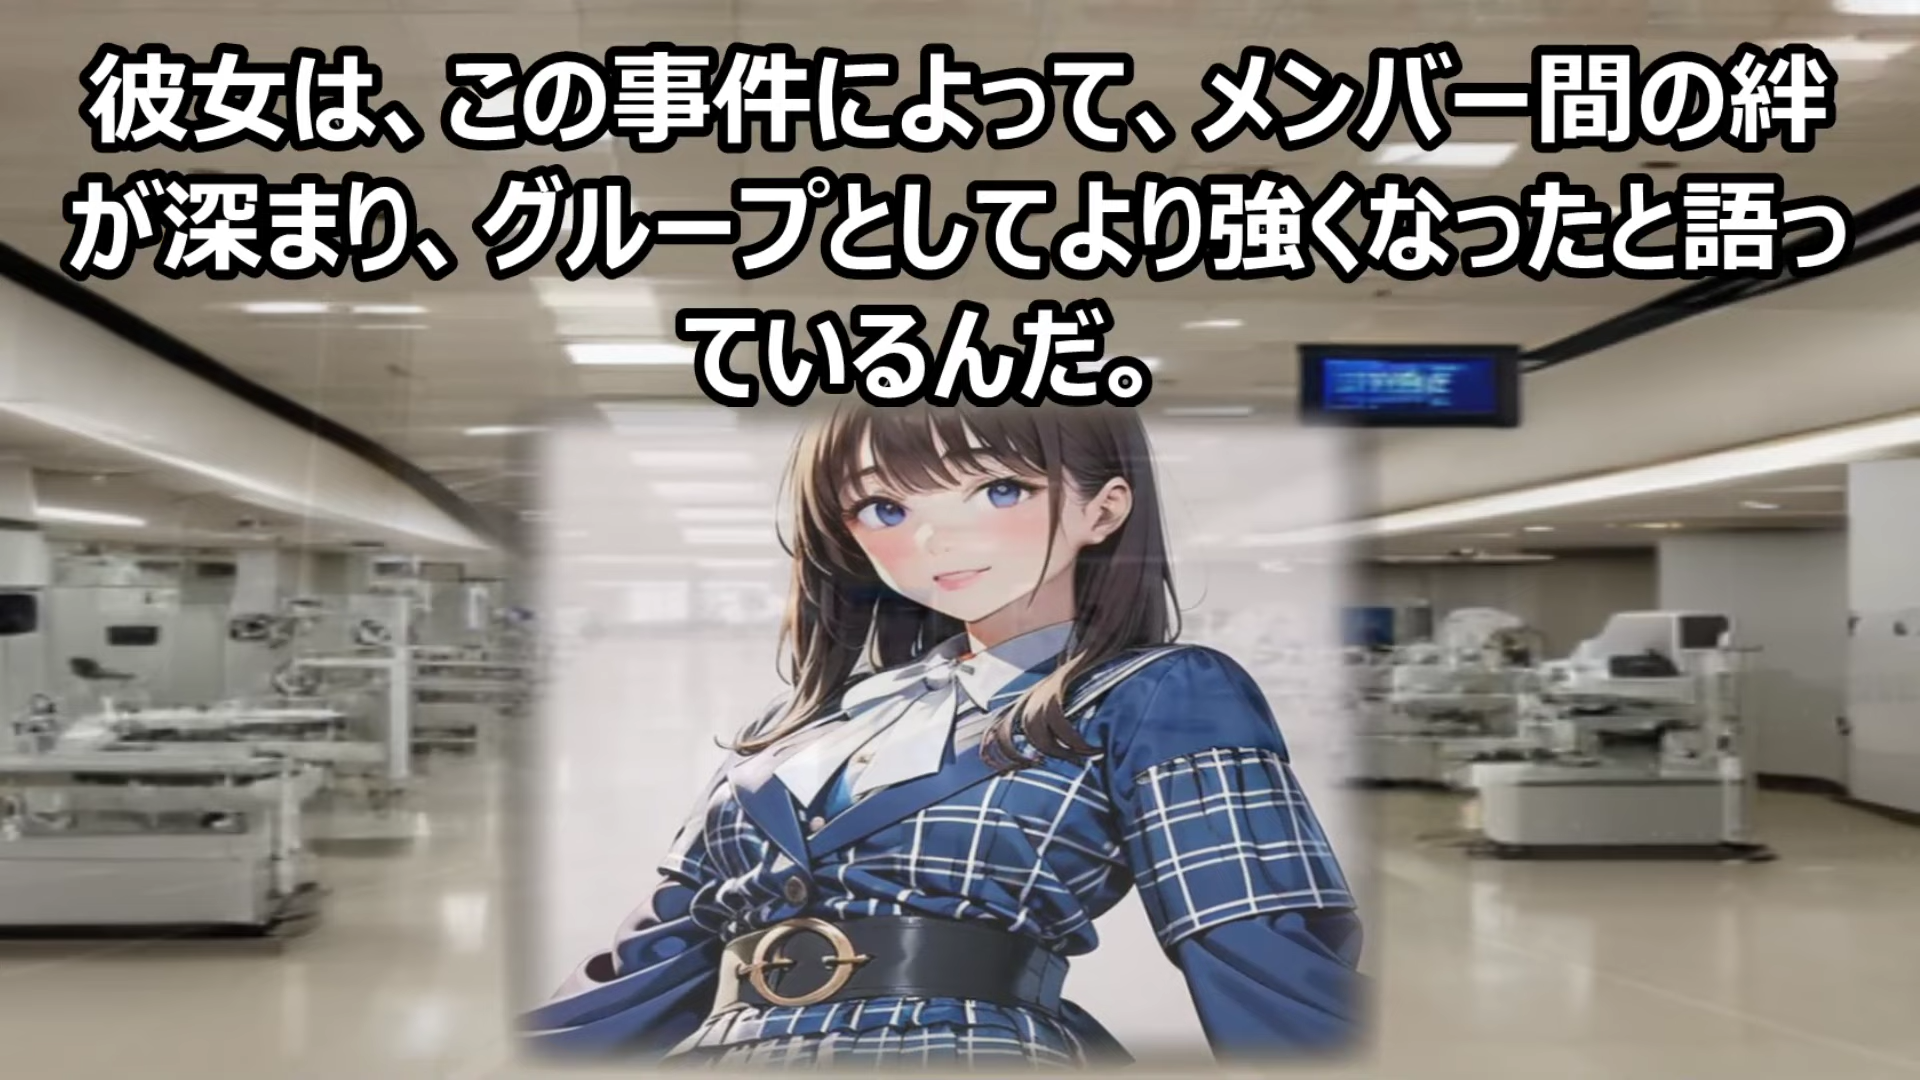 彼女は、この事件によって、メンバー間の絆
が深まり、グループとしてより強くなったと語っ
ているんだ。